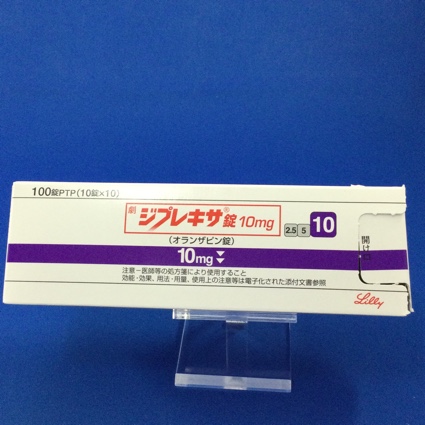 100錠PTP(10錠×10)
劇 ジプレキサ®錠10mg
2.5 5 10
(オランザピン錠)
10mg
開け口
注意-医師等の処方箋により使用すること
効能・効果、用法・用量、使用上の注意等は電子化された添付文書参照
Lilly